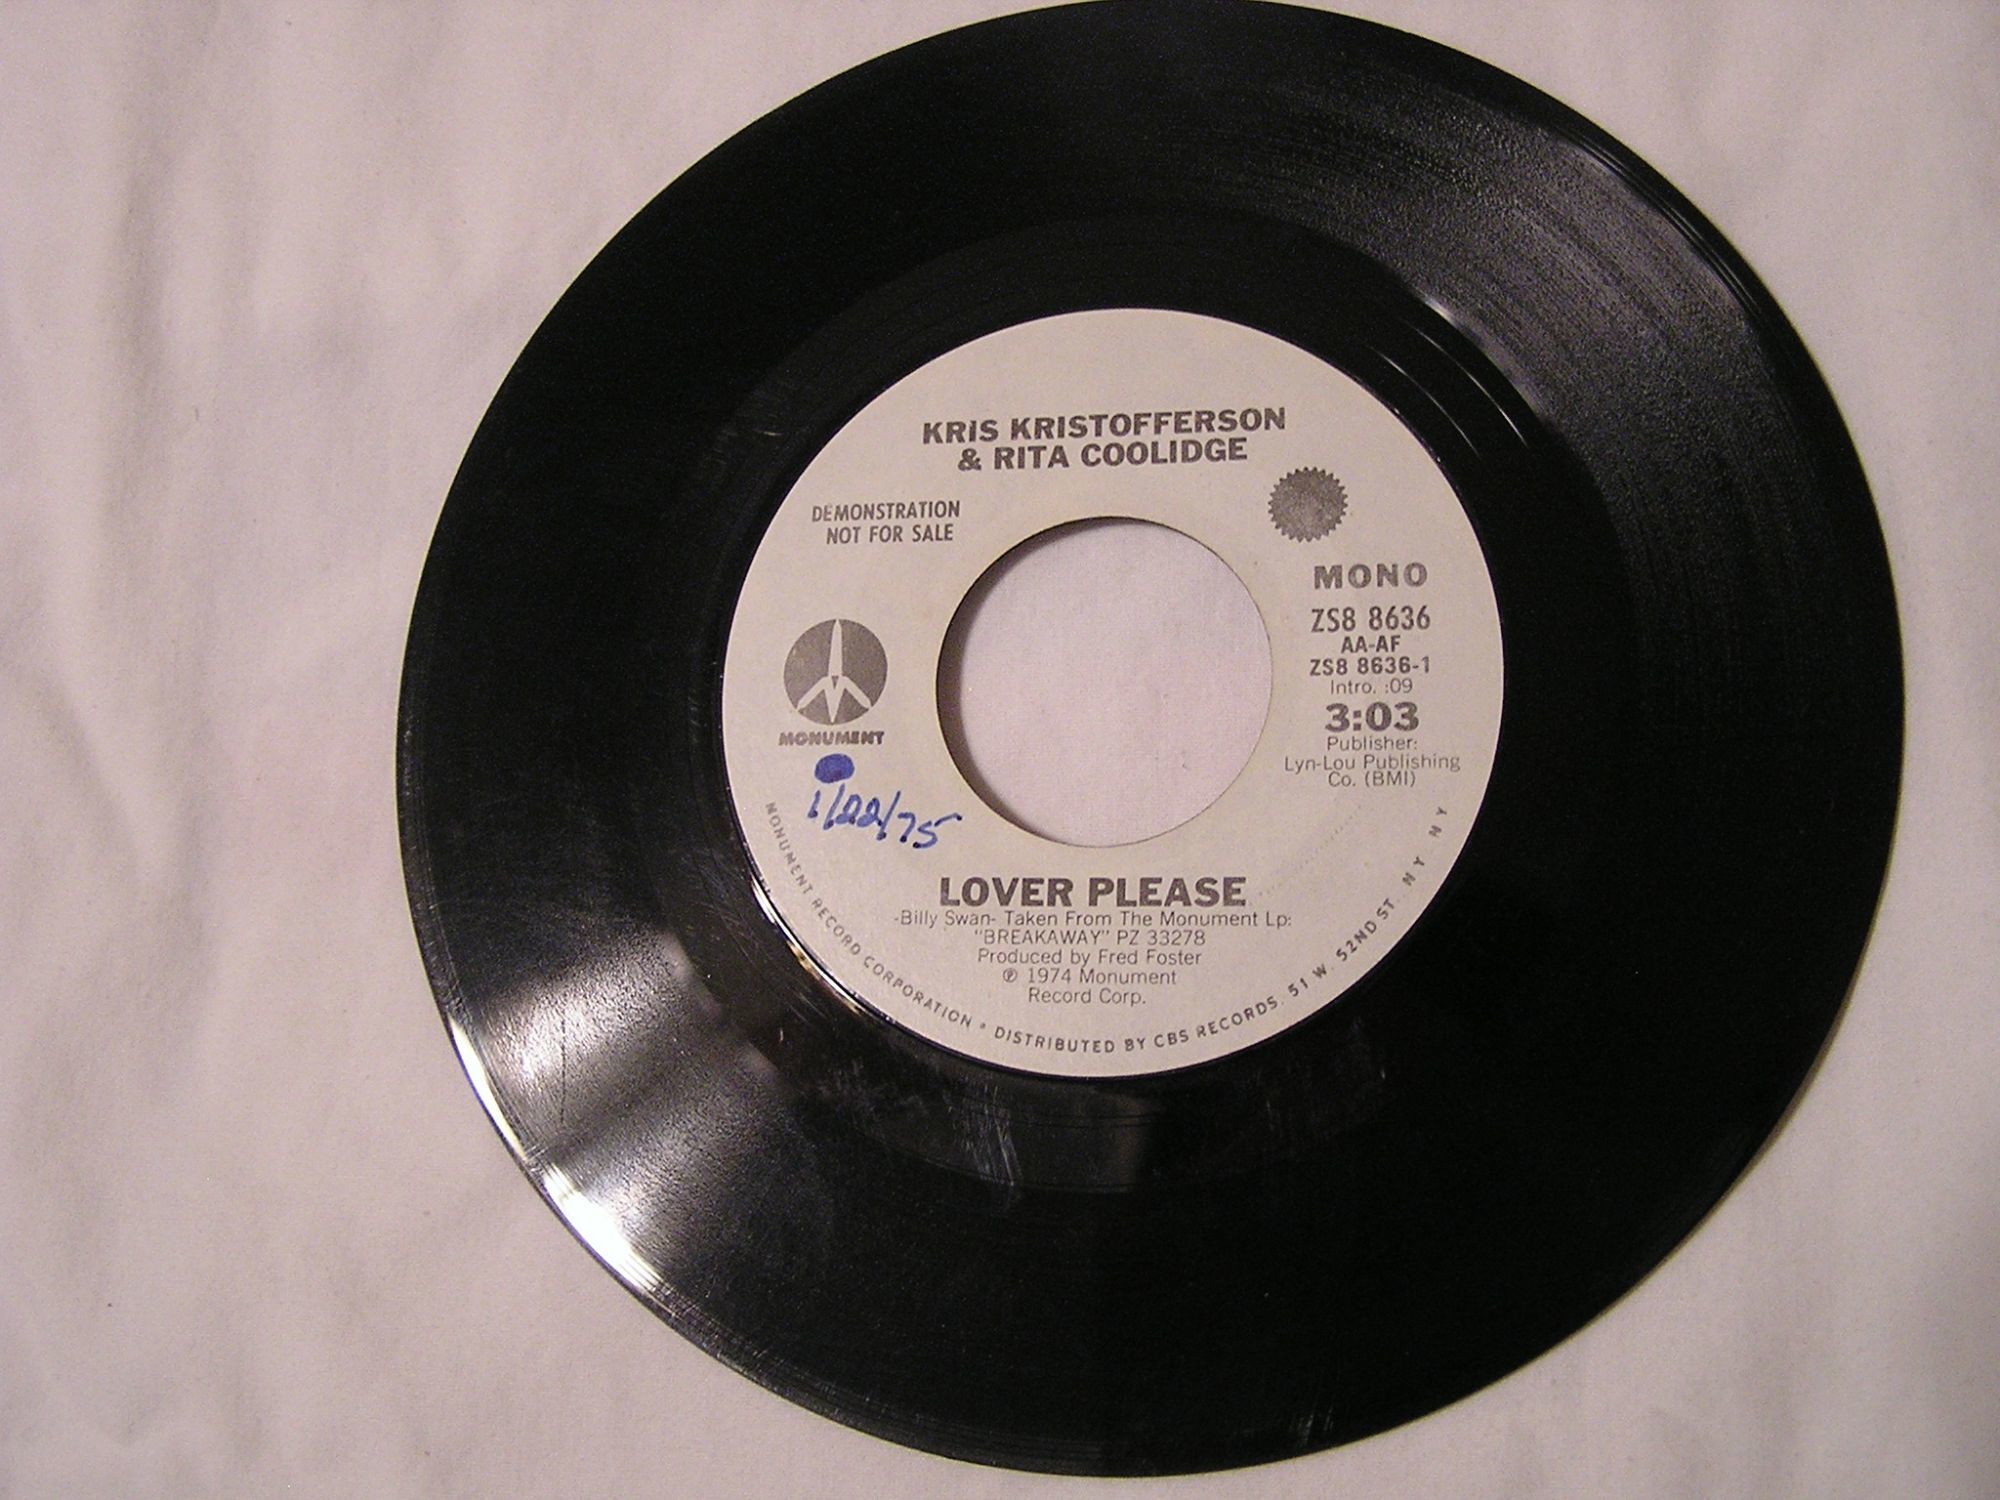 KRIS KRISTOFFERSON
& RITA COOLIDGE
DEMONSTRATION
NOT FOR SALE
MONUMENT
1/22/75
MONO
ZS8 8636
AA-AF
ZS8 8636-1
Intro. :09
3:03
Publisher:
Lyn-Lou Publishing
Co. (BMI)
LOVER PLEASE
-Billy Swan- Taken From The Monument Lp:
"BREAKAWAY" PZ 33278
Produced by Fred Foster
℗ 1974 Monument
Record Corp.
MONUMENT RECORD CORPORATION • DISTRIBUTED BY CBS RECORDS. 51 W. 52ND ST. N Y. N Y